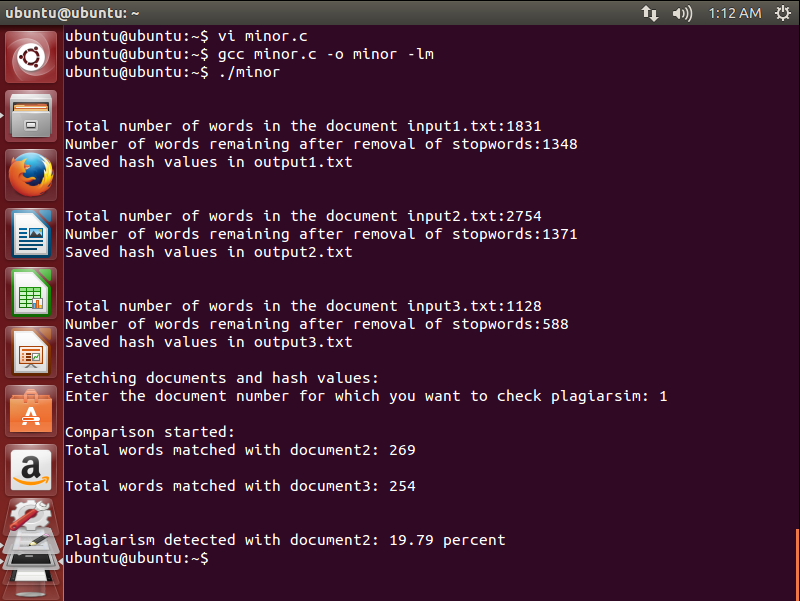 ubuntu@ubuntu: ~
1:12 AM
ubuntu@ubuntu:~$ vi minor.c
ubuntu@ubuntu:~$ gcc minor.c -o minor -lm
ubuntu@ubuntu:~$ ./minor
Total number of words in the document input1.txt:1831
Number of words remaining after removal of stopwords:1348
Saved hash values in output1.txt
Total number of words in the document input2.txt:2754
Number of words remaining after removal of stopwords:1371
Saved hash values in output2.txt
Total number of words in the document input3.txt:1128
Number of words remaining after removal of stopwords:588
Saved hash values in output3.txt
Fetching documents and hash values:
Enter the document number for which you want to check plagiarsim: 1
Comparison started:
Total words matched with document2: 269
Total words matched with document3: 254
Plagiarism detected with document2: 19.79 percent
ubuntu@ubuntu:~$